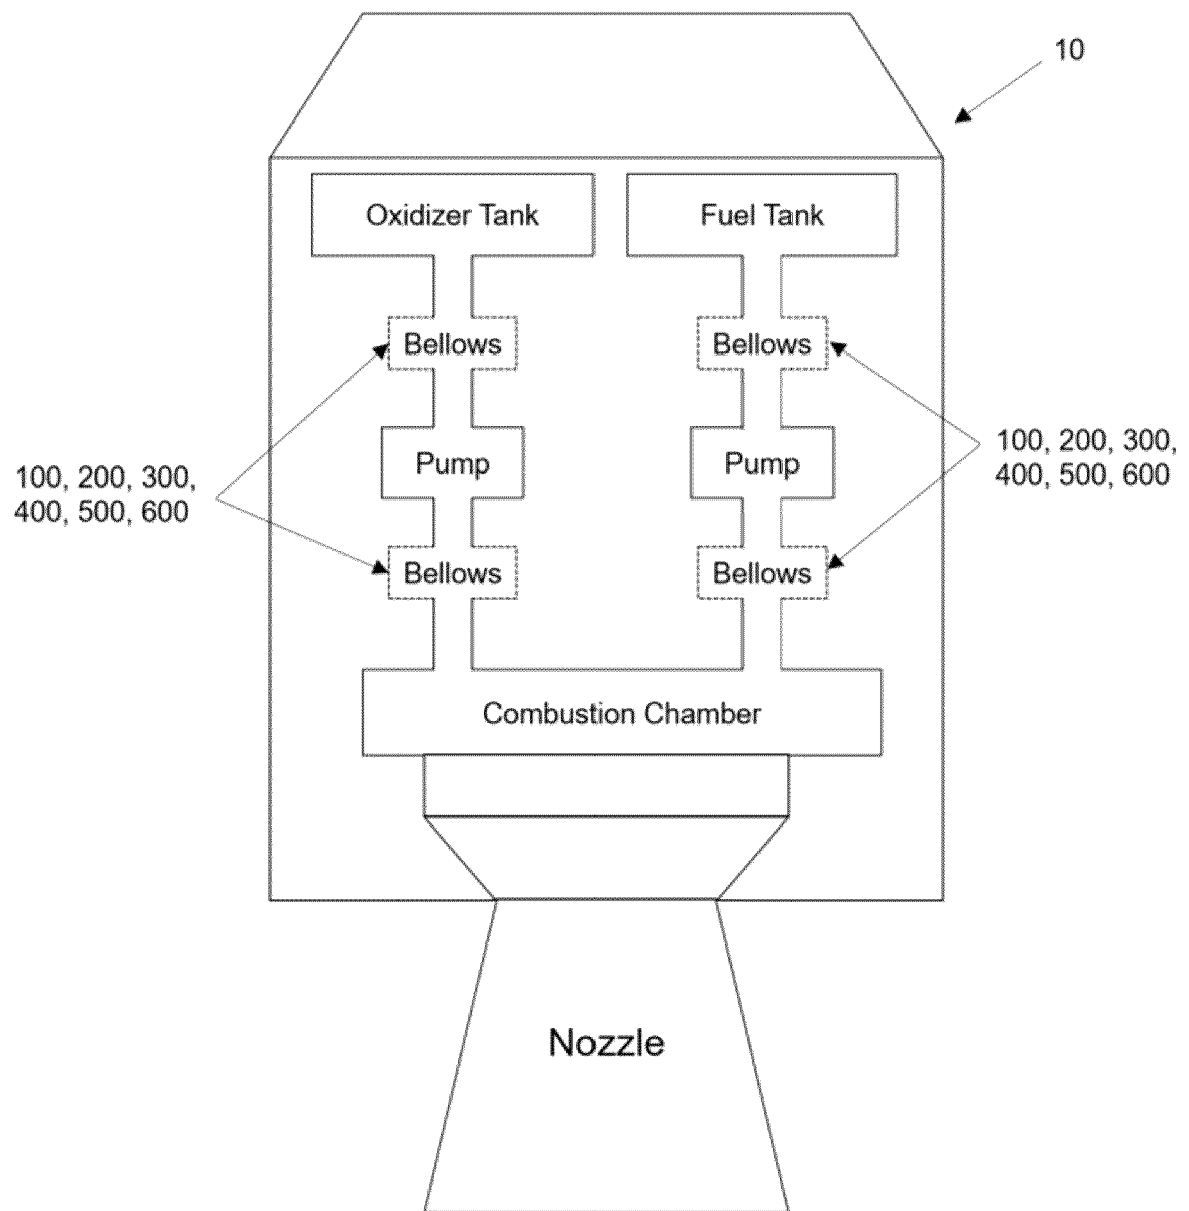 10
Oxidizer Tank
Fuel Tank
Bellows
Bellows
100, 200, 300,
400, 500, 600
Pump
Pump
100, 200, 300,
400, 500, 600
Bellows
Bellows
Combustion Chamber
Nozzle